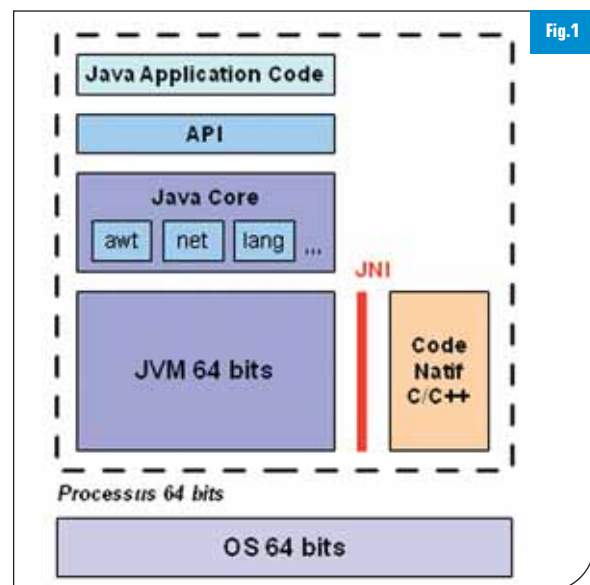 Fig.1
Java Application Code
API
Java Core
awt net lang ...
JNI
JVM 64 bits
Code
Natif
C/C++
Processus 64 bits
OS 64 bits